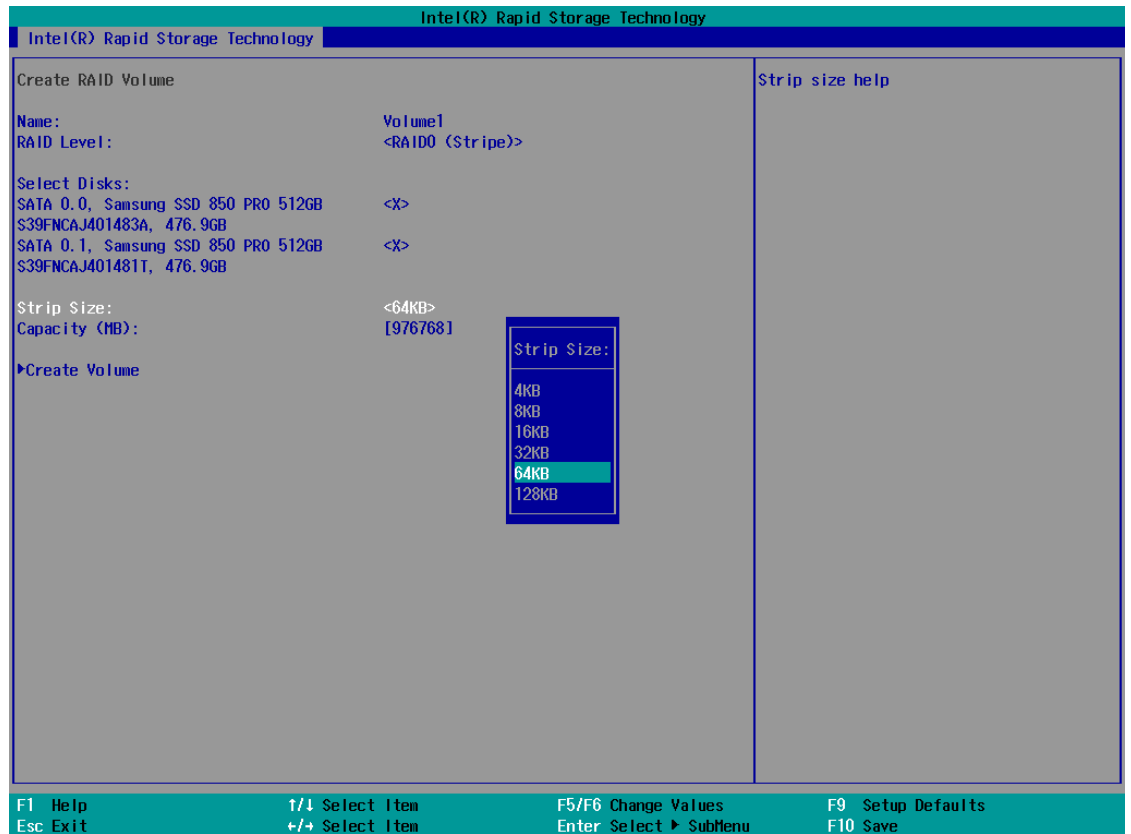 Intel(R) Rapid Storage Technology
Intel(R) Rapid Storage Technology
Create RAID Volume
Strip size help
Name: Volume1
RAID Level: <RAID0 (Stripe)>
Select Disks:
SATA 0.0, Samsung SSD 850 PRO 512GB <X>
S39FNCAJ401483A, 476.9GB
SATA 0.1, Samsung SSD 850 PRO 512GB <X>
S39FNCAJ401481T, 476.9GB
Strip Size: <64KB>
Capacity (MB): [976768]
▶Create Volume
Strip Size:
4KB
8KB
16KB
32KB
64KB
128KB
F1 Help ↑/↓ Select Item F5/F6 Change Values F9 Setup Defaults
Esc Exit ←/→ Select Item Enter Select ▶ SubMenu F10 Save